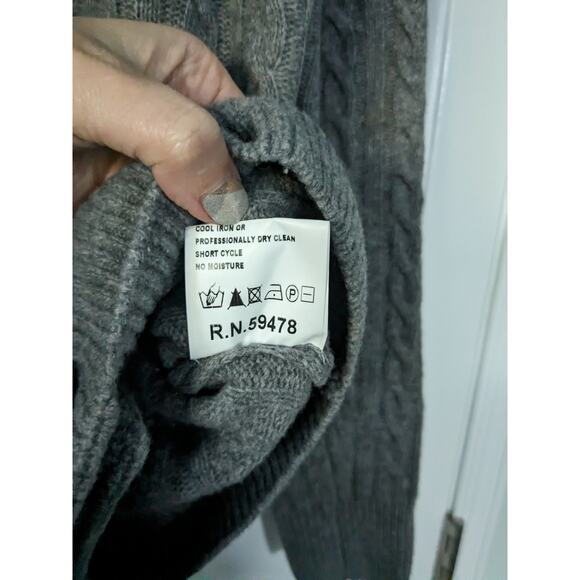 COOL IRON OR
PROFESSIONALLY DRY CLEAN
SHORT CYCLE
NO MOISTURE
P
R.N.59478